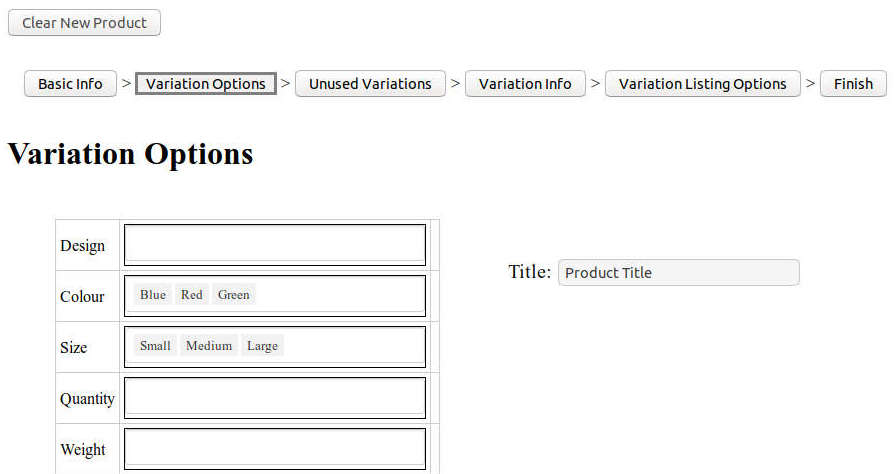 Clear New Product
Basic Info > Variation Options > Unused Variations > Variation Info > Variation Listing Options > Finish
Variation Options
Design
Colour Blue Red Green
Size Small Medium Large
Quantity
Weight
Title: Product Title